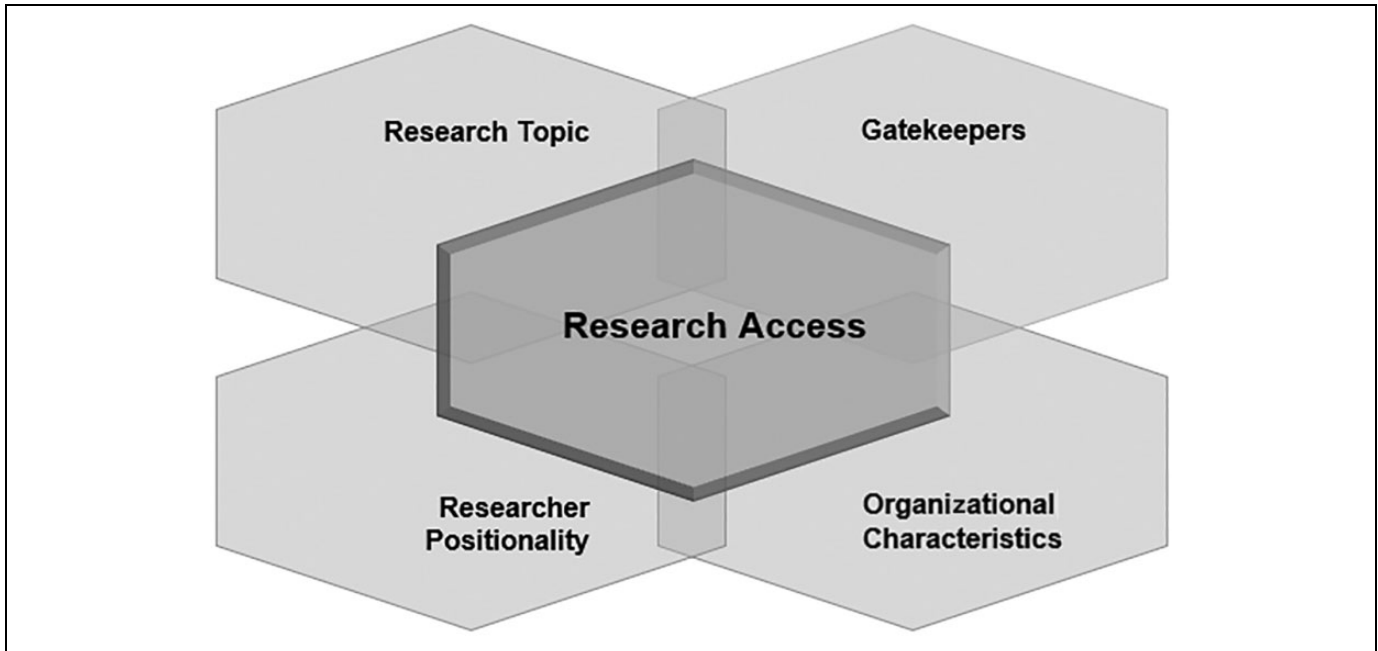 Research Topic
Gatekeepers
Research Access
Researcher
Positionality
Organizational
Characteristics